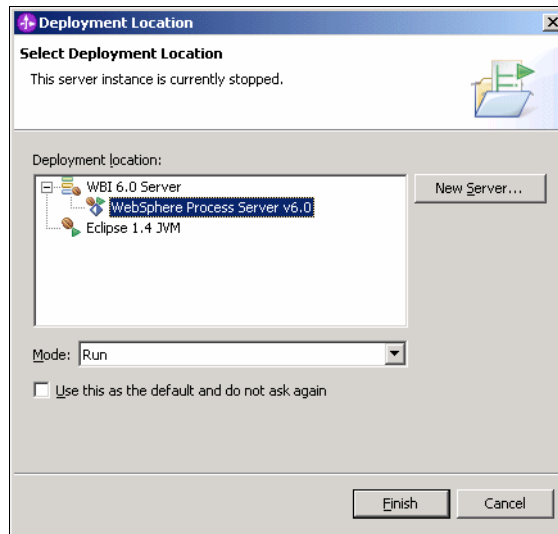 Deployment Location
Select Deployment Location
This server instance is currently stopped.
Deployment location:
WBI 6.0 Server
WebSphere Process Server v6.0
Eclipse 1.4 JVM
New Server...
Mode: Run
Use this as the default and do not ask again
Finish Cancel